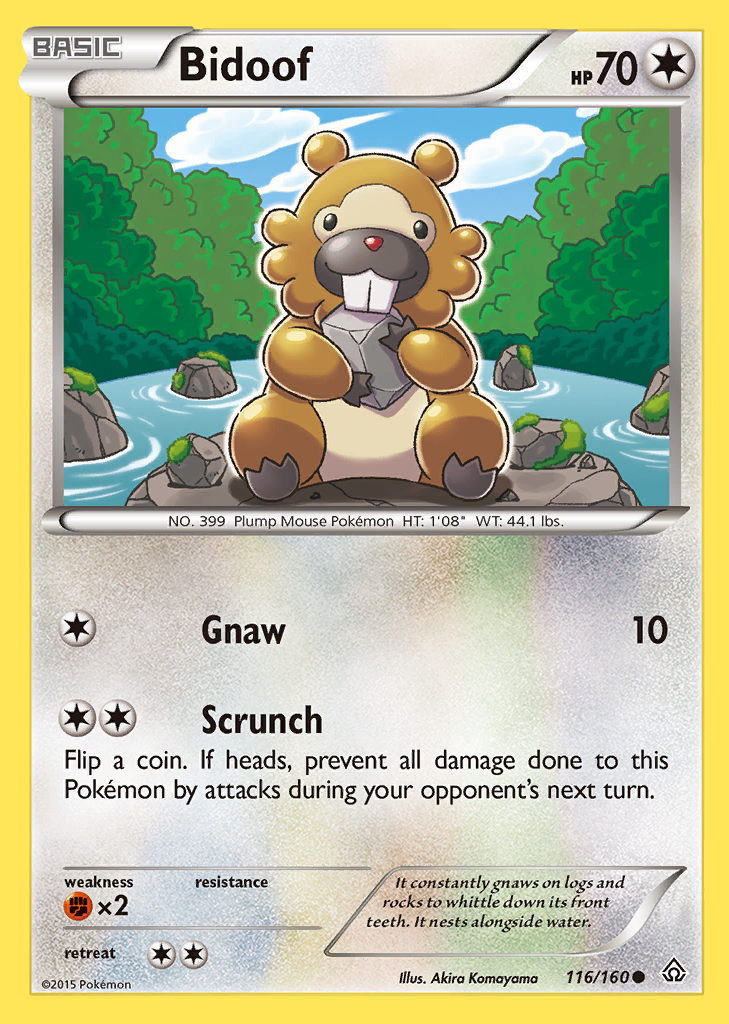 BASIC
Bidoof
HP 70
NO. 399 Plump Mouse Pokémon HT: 1'08" WT: 44.1 lbs.
Gnaw 10
Scrunch
Flip a coin. If heads, prevent all damage done to this
Pokémon by attacks during your opponent's next turn.
weakness resistance
×2
It constantly gnaws on logs and
rocks to whittle down its front
teeth. It nests alongside water.
retreat
Illus. Akira Komayama 116/160
©2015 Pokémon